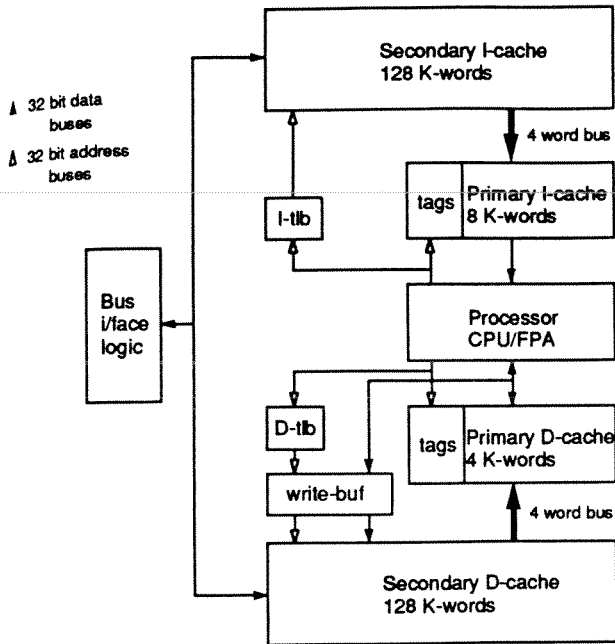 Secondary I-cache
128 K-words
32 bit data
buses
32 bit address
buses
4 word bus
tags
Primary I-cache
8 K-words
I-tlb
Bus
i/face
logic
Processor
CPU/FPA
D-tlb
tags
Primary D-cache
4 K-words
write-buf
4 word bus
Secondary D-cache
128 K-words